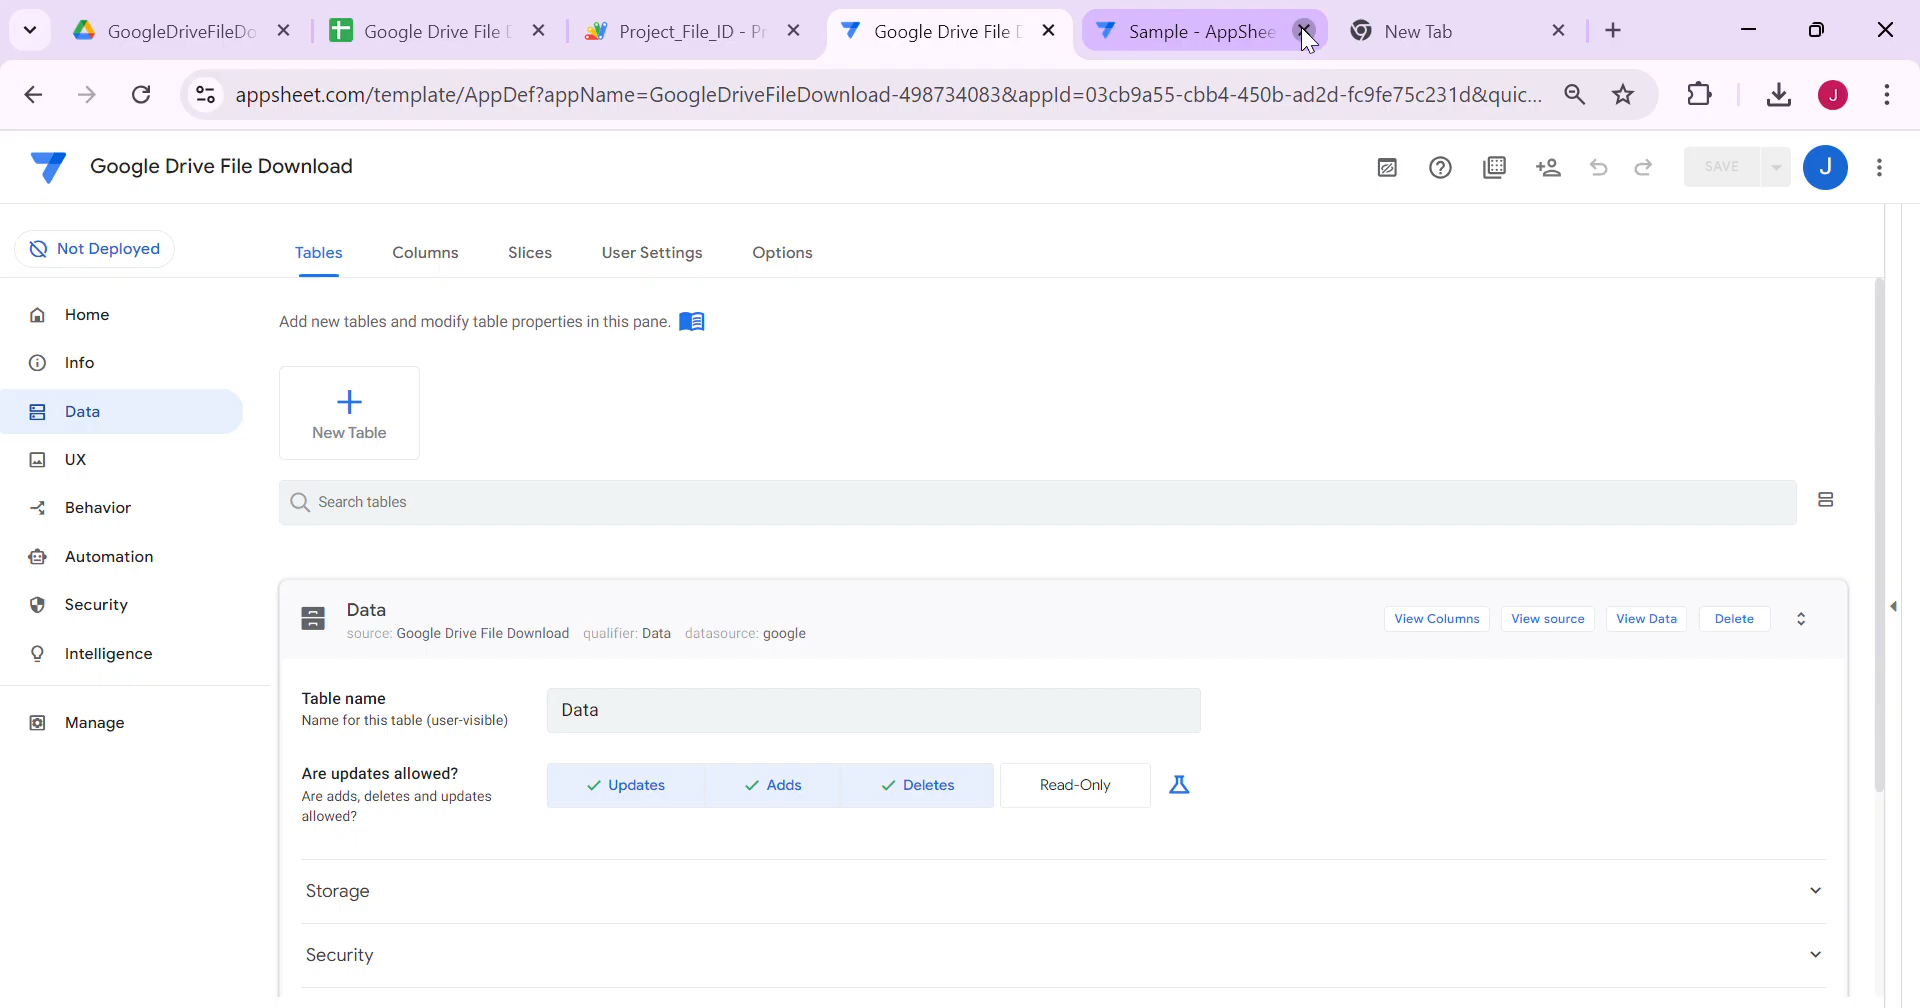 GoogleDriveFileDo
Google Drive File D
Project_File_ID - Pr
Google Drive File D
Sample - AppShee
New Tab
appsheet.com/template/AppDef?appName=GoogleDriveFileDownload-498734083&appId=03cb9a55-cbb4-450b-ad2d-fc9fe75c231d&quic...
J
Google Drive File Download
SAVE
J
Not Deployed
Tables
Columns
Slices
User Settings
Options
Home
Info
Data
UX
Behavior
Automation
Security
Intelligence
Manage
Add new tables and modify table properties in this pane.
New Table
Search tables
Data
source: Google Drive File Download qualifier: Data datasource: google
View Columns
View source
View Data
Delete
Table name
Name for this table (user-visible)
Data
Are updates allowed?
Are adds, deletes and updates
allowed?
Updates
Adds
Deletes
Read-Only
Storage
Security